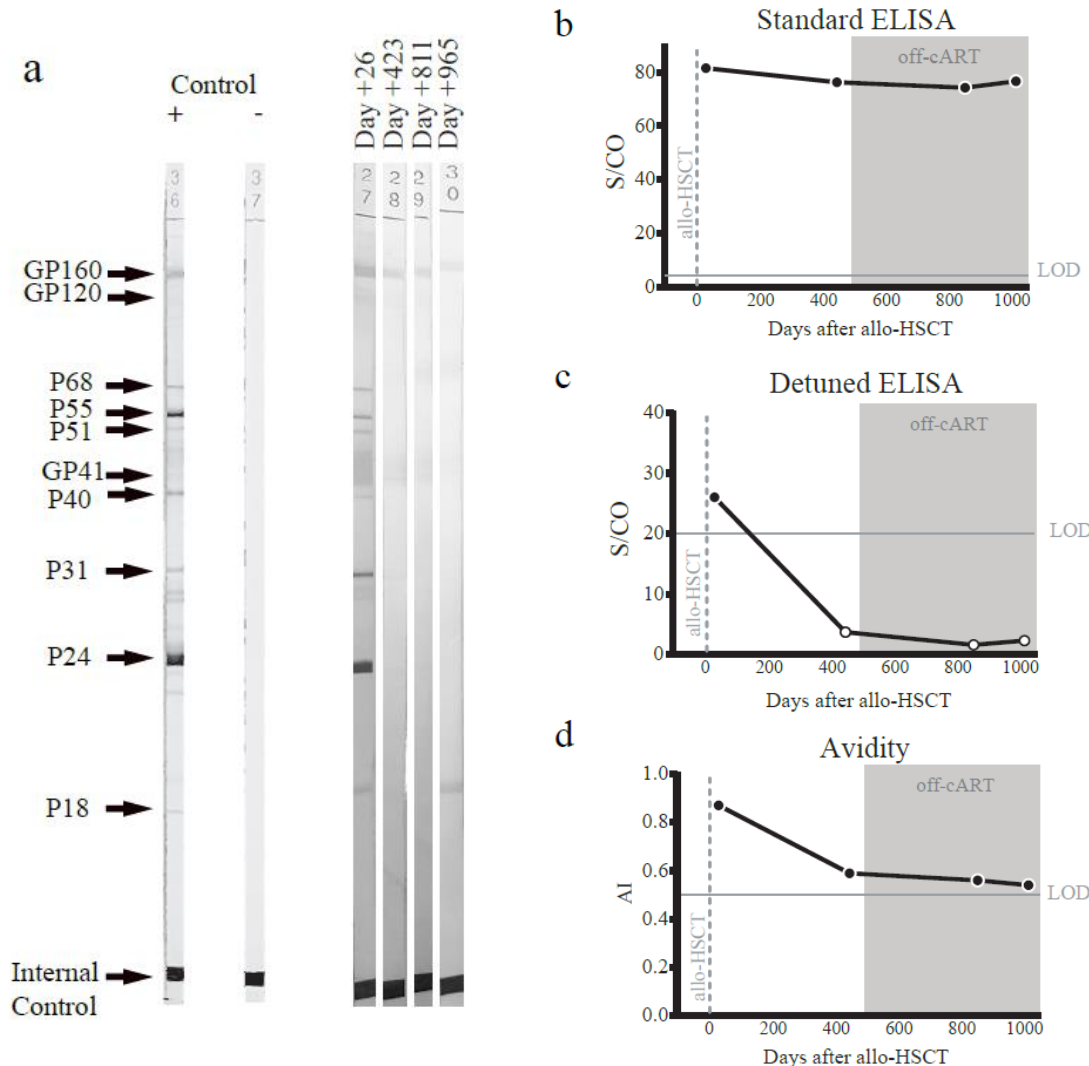 a
Control
+ -
Day +26
Day +423
Day +811
Day +965
36
37
27
28
29
30
GP160
GP120
P68
P55
P51
GP41
P40
P31
P24
P18
Internal
Control
b
Standard ELISA
off-cART
allo-HSCT
S/CO
80
60
40
20
0
LOD
0 200 400 600 800 1000
Days after allo-HSCT
c
Detuned ELISA
off-cART
allo-HSCT
S/CO
40
30
20
10
0
LOD
0 200 400 600 800 1000
Days after allo-HSCT
d
Avidity
off-cART
allo-HSCT
AI
1.0
0.8
0.6
0.4
0.2
0.0
LOD
0 200 400 600 800 1000
Days after allo-HSCT